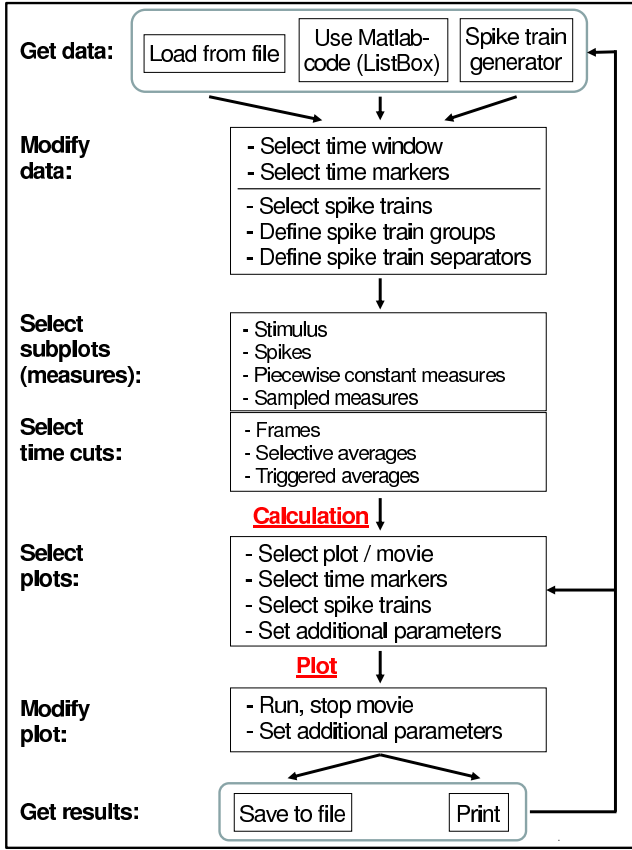 Get data:
Load from file
Use Matlab-
code (ListBox)
Spike train
generator
Modify
data:
- Select time window
- Select time markers
- Select spike trains
- Define spike train groups
- Define spike train separators
Select
subplots
(measures):
- Stimulus
- Spikes
- Piecewise constant measures
- Sampled measures
Select
time cuts:
- Frames
- Selective averages
- Triggered averages
Calculation
Select
plots:
- Select plot / movie
- Select time markers
- Select spike trains
- Set additional parameters
Plot
Modify
plot:
- Run, stop movie
- Set additional parameters
Get results:
Save to file
Print